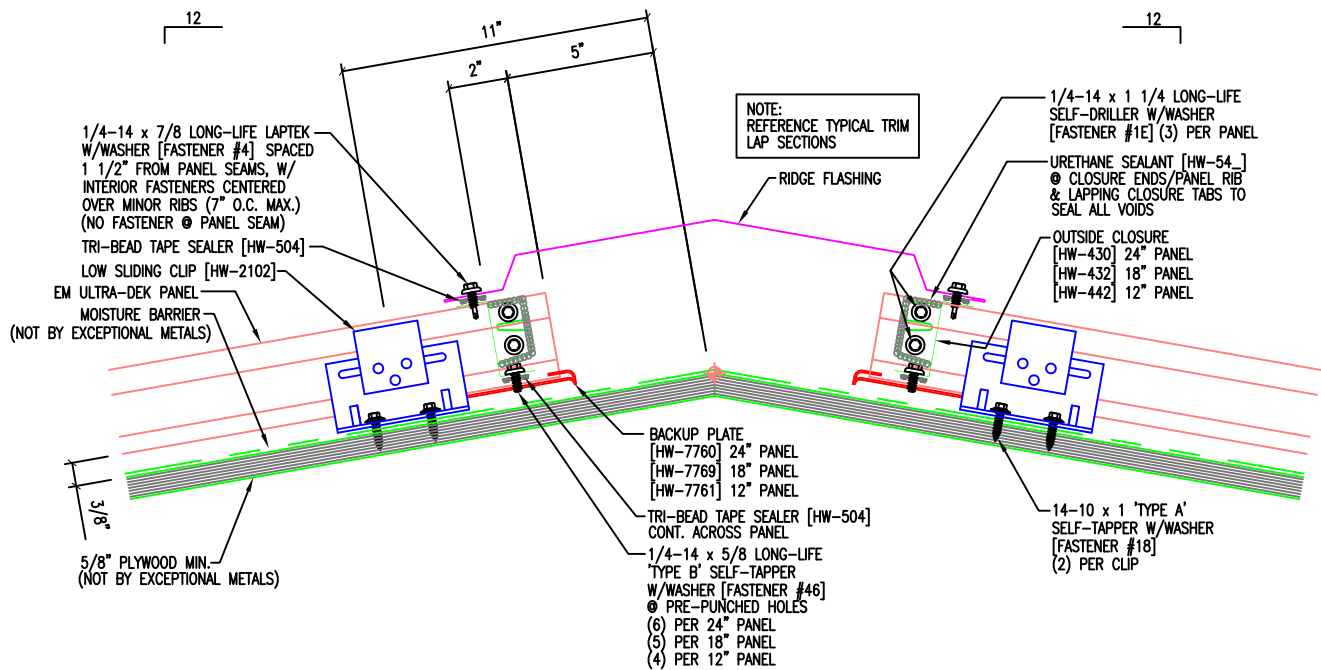 12
12
11"
5"
2"
1/4-14 x 7/8 LONG-LIFE LAPTEK
W/WASHER [FASTENER #4] SPACED
1 1/2" FROM PANEL SEAMS, W/
INTERIOR FASTENERS CENTERED
OVER MINOR RIBS (7" O.C. MAX.)
(NO FASTENER @ PANEL SEAM)
TRI-BEAD TAPE SEALER [HW-504]
LOW SLIDING CLIP [HW-2102]
EM ULTRA-DEK PANEL
MOISTURE BARRIER
(NOT BY EXCEPTIONAL METALS)
3/8"
5/8" PLYWOOD MIN.
(NOT BY EXCEPTIONAL METALS)
NOTE:
REFERENCE TYPICAL TRIM
LAP SECTIONS
RIDGE FLASHING
1/4-14 x 1 1/4 LONG-LIFE
SELF-DRILLER W/WASHER
[FASTENER #1E] (3) PER PANEL
URETHANE SEALANT [HW-54_]
@ CLOSURE ENDS/PANEL RIB
& LAPPING CLOSURE TABS TO
SEAL ALL VOIDS
OUTSIDE CLOSURE
[HW-430] 24" PANEL
[HW-432] 18" PANEL
[HW-442] 12" PANEL
BACKUP PLATE
[HW-7760] 24" PANEL
[HW-7769] 18" PANEL
[HW-7761] 12" PANEL
TRI-BEAD TAPE SEALER [HW-504]
CONT. ACROSS PANEL
1/4-14 x 5/8 LONG-LIFE
'TYPE B' SELF-TAPPER
W/WASHER [FASTENER #46]
@ PRE-PUNCHED HOLES
(6) PER 24" PANEL
(5) PER 18" PANEL
(4) PER 12" PANEL
14-10 x 1 'TYPE A'
SELF-TAPPER W/WASHER
[FASTENER #18]
(2) PER CLIP